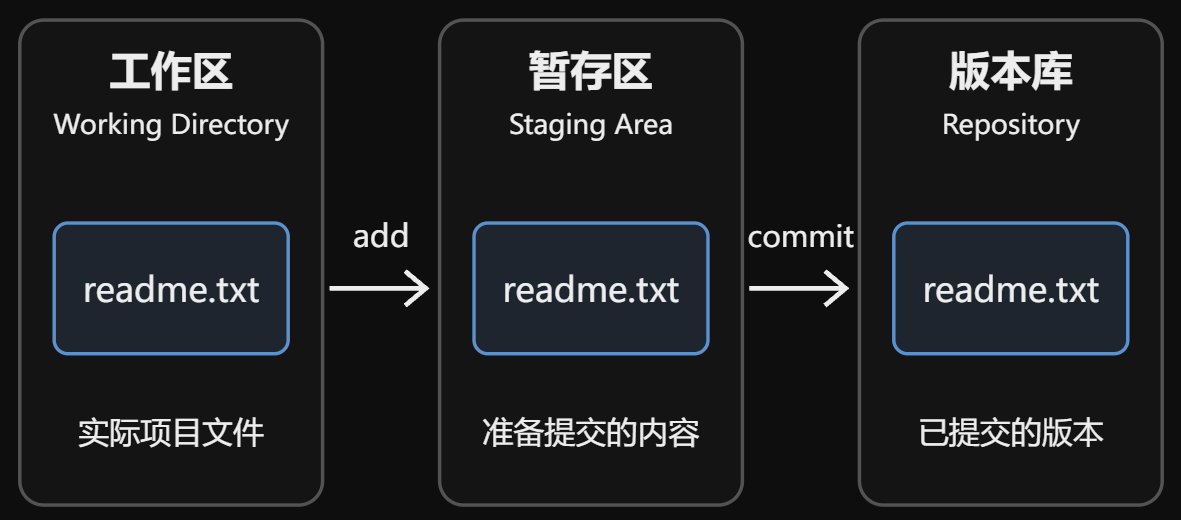 工作区
Working Directory
readme.txt
实际项目文件
add
暂存区
Staging Area
readme.txt
准备提交的内容
commit
版本库
Repository
readme.txt
已提交的版本